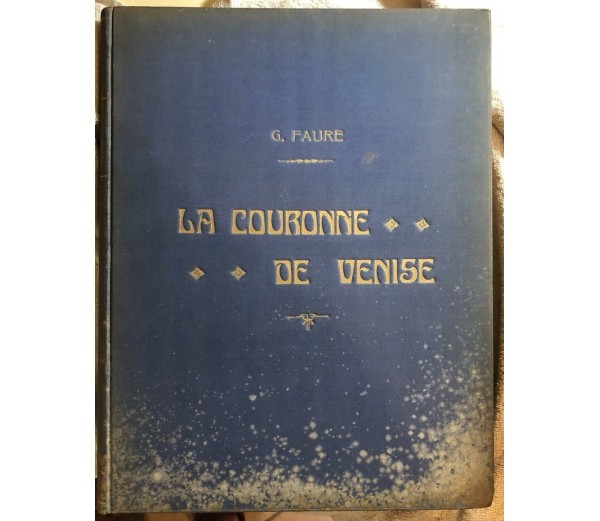 G. FAURE
LA COURONNE
DE VENISE